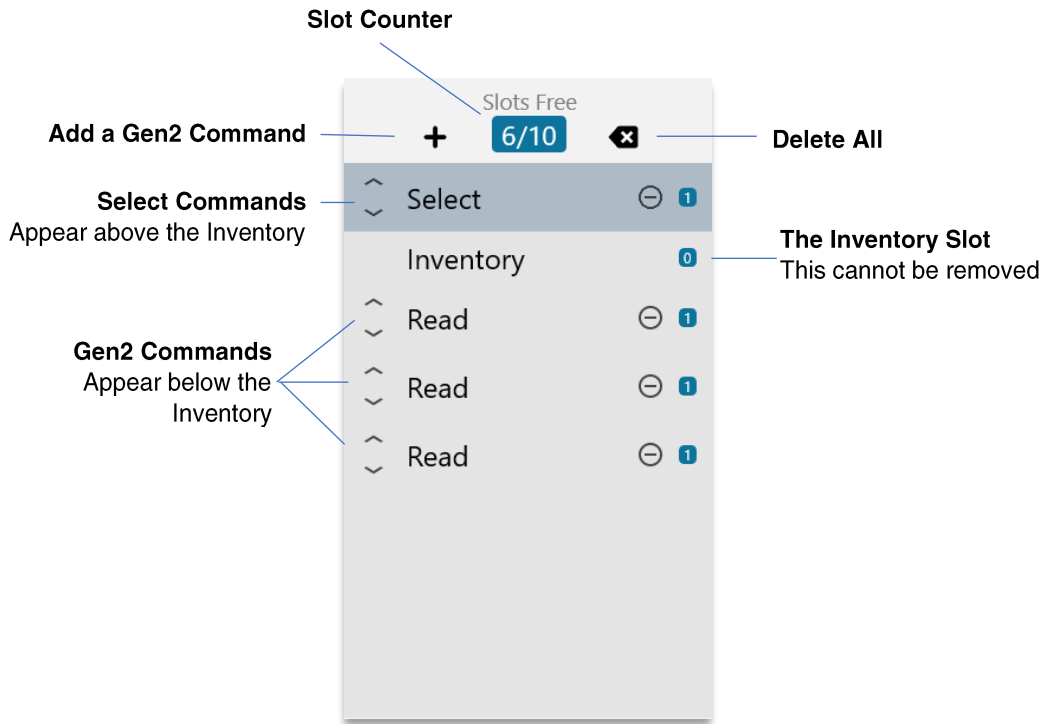 Slot Counter
Slots Free
Add a Gen2 Command
6/10
Delete All
Select Commands
Appear above the Inventory
Select
1
Inventory
0
The Inventory Slot
This cannot be removed
Read
1
Gen2 Commands
Appear below the
Inventory
Read
1
Read
1